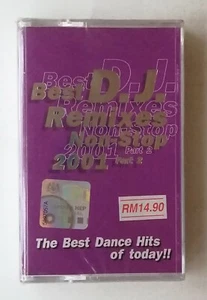 Best D.J.
Remixes
Non-Stop
2001 Part 2
Best D.J.
Remixes
Non-Stop
2001 Part 2
RM14.90
The Best Dance Hits
of today!!